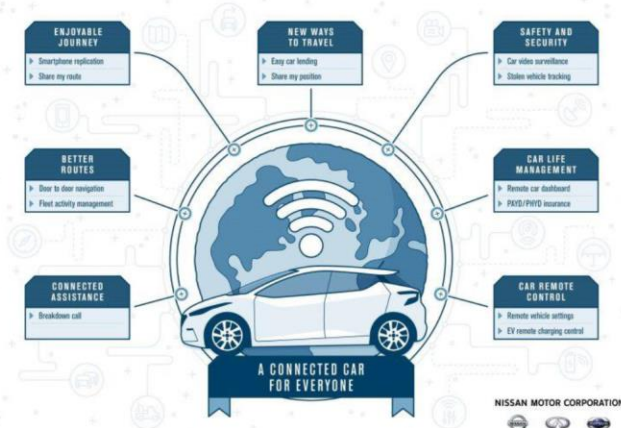 ENJOYABLE
JOURNEY
Smartphone replication
Share my route
NEW WAYS
TO TRAVEL
Easy car lending
Share my position
SAFETY AND
SECURITY
Car video surveillance
Stolen vehicle tracking
BETTER
ROUTES
Door to door navigation
Fleet activity management
CAR LIFE
MANAGEMENT
Remote car dashboard
PAYD/PHYD insurance
CONNECTED
ASSISTANCE
Breakdown call
CAR REMOTE
CONTROL
Remote vehicle settings
EV remote charging control
A CONNECTED CAR
FOR EVERYONE
NISSAN MOTOR CORPORATION